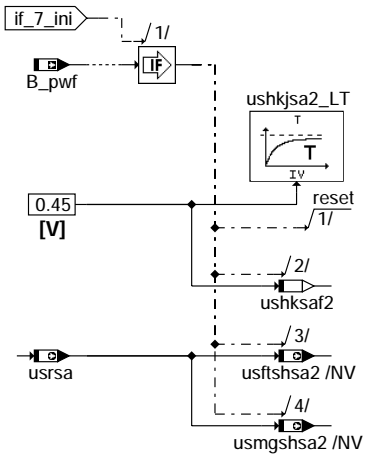 if_7_ini
1/
IF
B_pwf
ushkjsa2_LT
T
T
IV
0.45
[V]
reset
1/
2/
ushksaf2
3/
usrsa
usftshsa2 /NV
4/
usmgshsa2 /NV